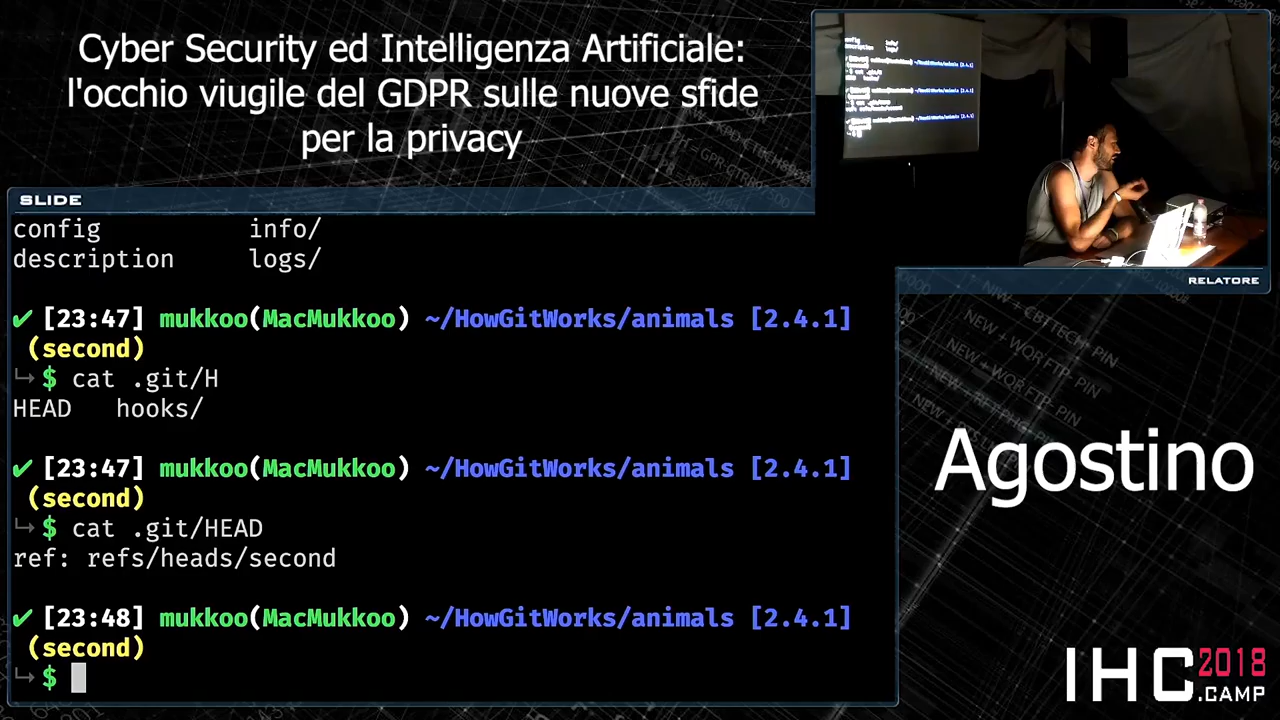 Cyber Security ed Intelligenza Artificiale:
l'occhio viugile del GDPR sulle nuove sfide
per la privacy
SLIDE
config info/
description logs/
✔ [23:47] mukkoo(MacMukkoo) ~/HowGitWorks/animals [2.4.1]
(second)
↪ $ cat .git/H
HEAD hooks/
✔ [23:47] mukkoo(MacMukkoo) ~/HowGitWorks/animals [2.4.1]
(second)
↪ $ cat .git/HEAD
ref: refs/heads/second
✔ [23:48] mukkoo(MacMukkoo) ~/HowGitWorks/animals [2.4.1]
(second)
↪ $
RELATORE
Agostino
IHC 2018
.CAMP